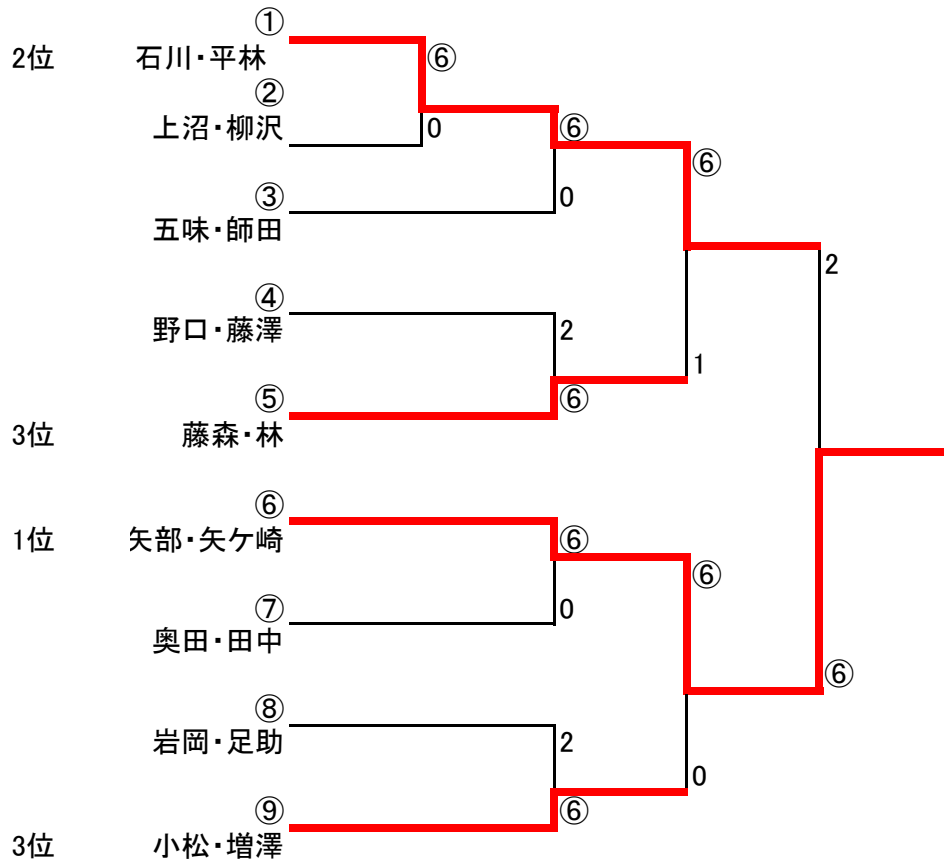 ①
2位 石川・平林
⑥
②
上沼・柳沢
0
⑥
⑥
③
0
五味・師田
2
④
野口・藤澤
2
1
⑤
⑥
3位 藤森・林
⑥
1位 矢部・矢ケ崎
⑥
⑥
⑦
0
奥田・田中
⑥
⑧
岩岡・足助
2
0
⑨
⑥
3位 小松・増澤